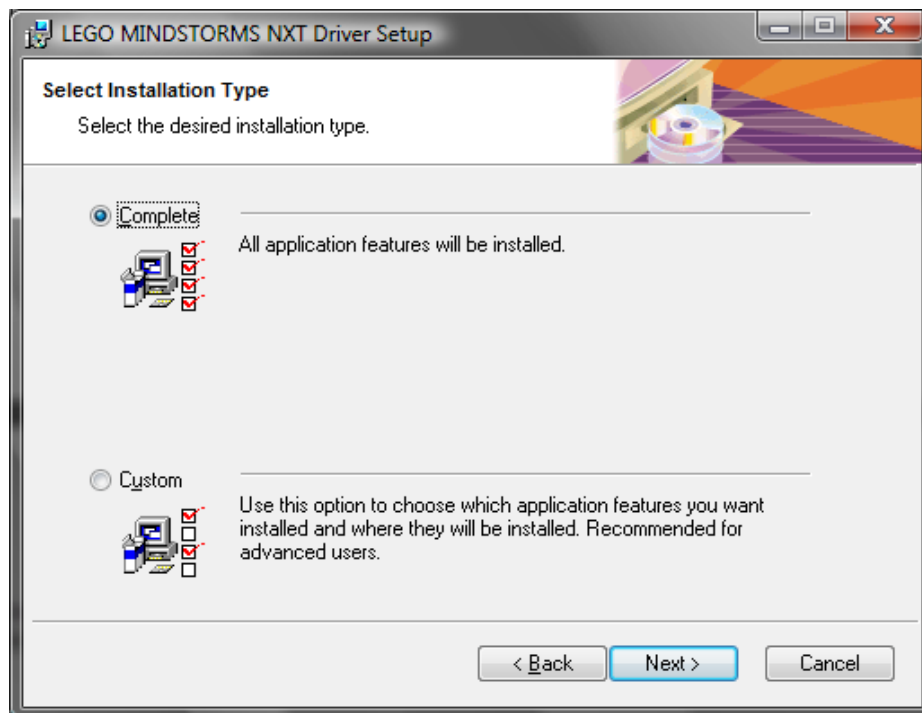 LEGO MINDSTORMS NXT Driver Setup
Select Installation Type
Select the desired installation type.
Complete
All application features will be installed.
Custom
Use this option to choose which application features you want
installed and where they will be installed. Recommended for
advanced users.
< Back Next > Cancel